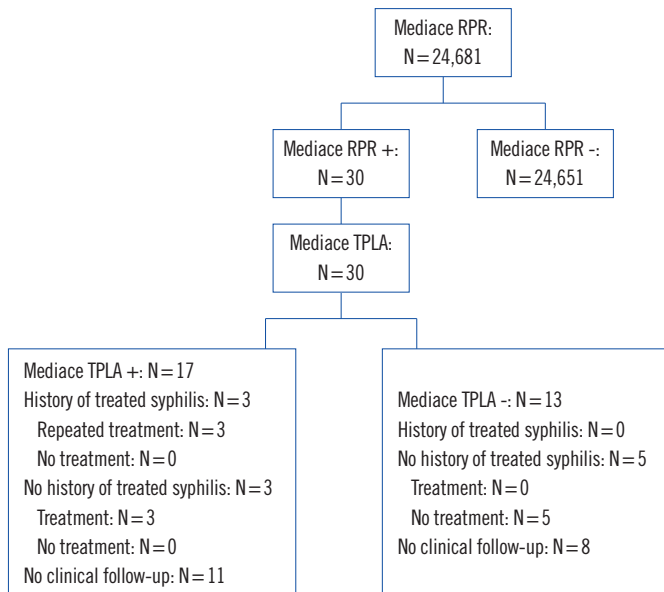 Mediace RPR:
N=24,681
Mediace RPR +:
N=30
Mediace RPR -:
N=24,651
Mediace TPLA:
N=30
Mediace TPLA +: N=17
History of treated syphilis: N=3
Repeated treatment: N=3
No treatment: N=0
No history of treated syphilis: N=3
Treatment: N=3
No treatment: N=0
No clinical follow-up: N=11
Mediace TPLA -: N=13
History of treated syphilis: N=0
No history of treated syphilis: N=5
Treatment: N=0
No treatment: N=5
No clinical follow-up: N=8